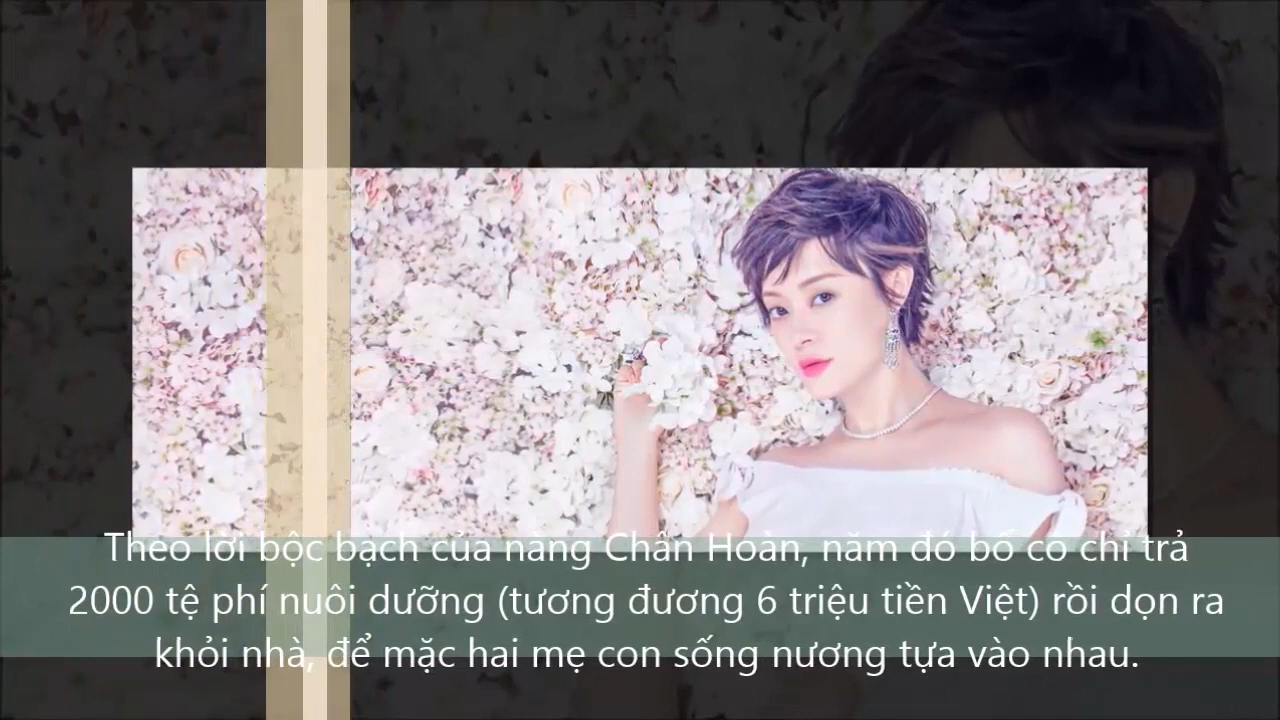 Theo lời bộc bạch của nàng Chân Hoàn, năm đó bố cô chỉ trả
2000 tệ phí nuôi dưỡng (tương đương 6 triệu tiền Việt) rồi dọn ra
khỏi nhà, để mặc hai mẹ con sống nương tựa vào nhau.